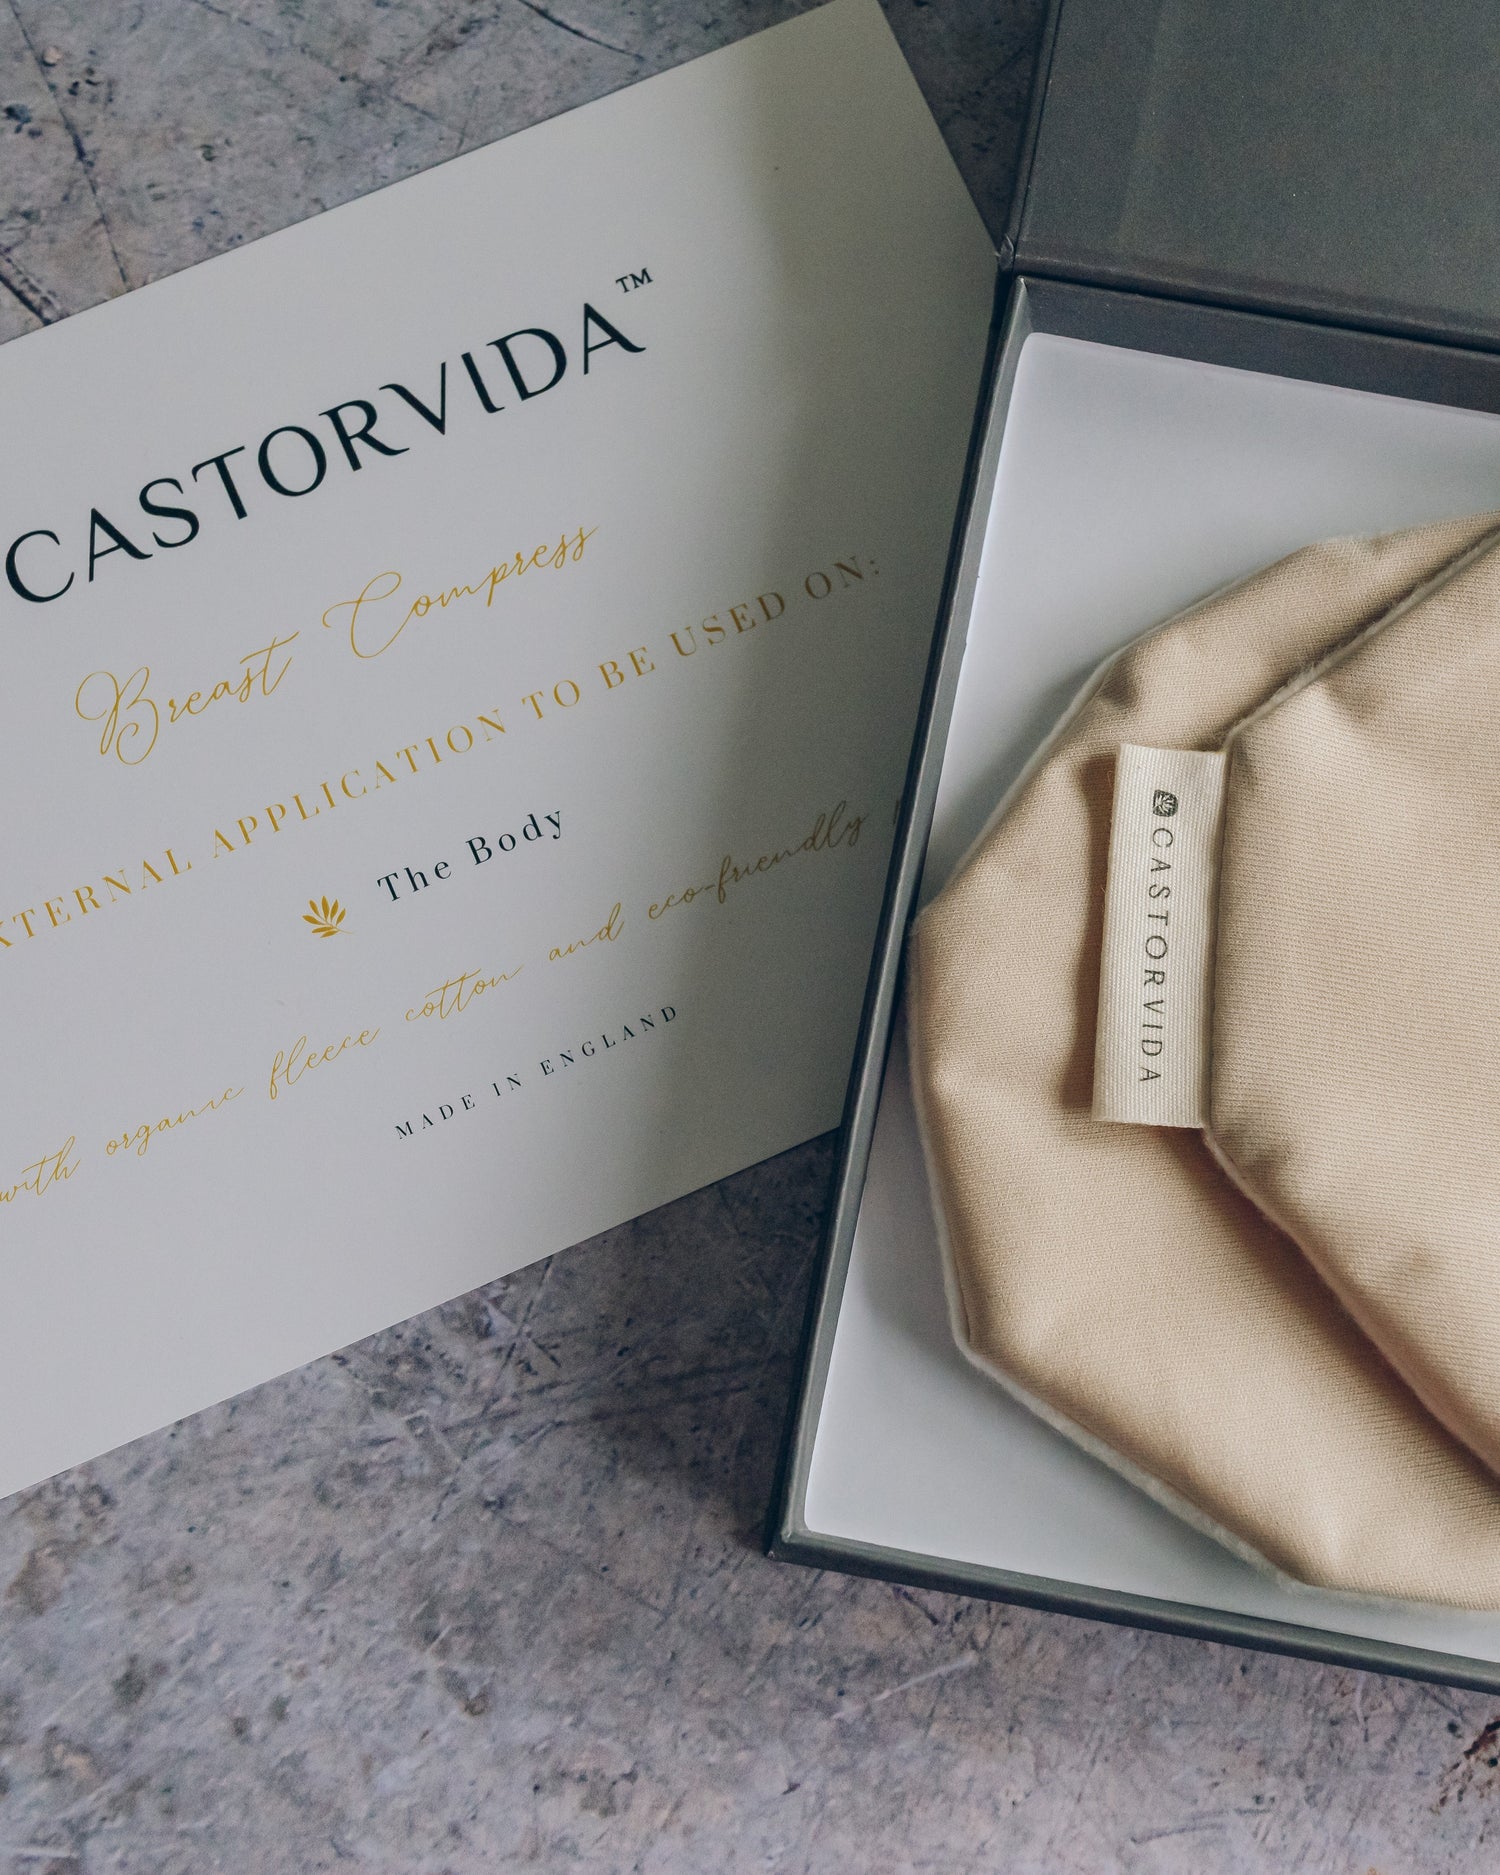 CASTORVIDA™
Breast Compress
EXTERNAL APPLICATION TO BE USED ON:
The Body
with organic fleece cotton and eco-friendly
MADE IN ENGLAND
CASTORVIDA